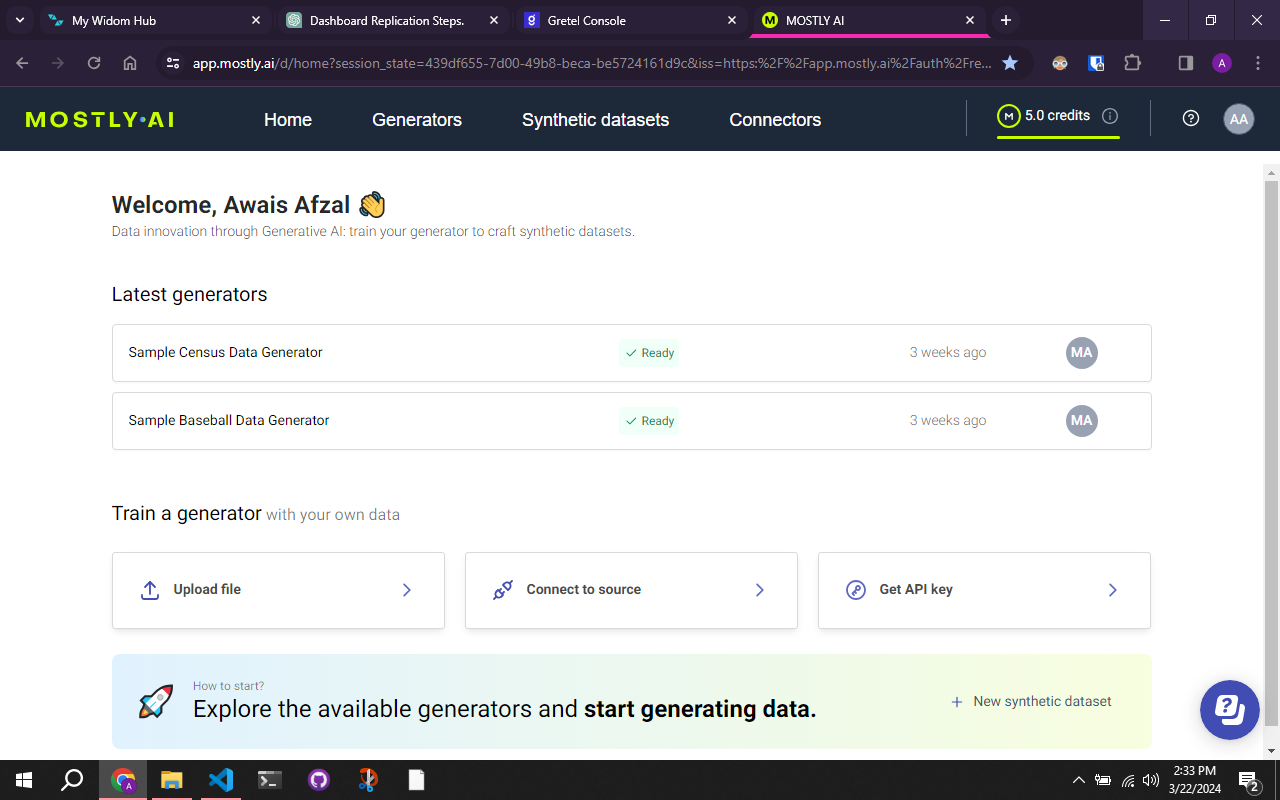 My Widom Hub
Dashboard Replication Steps.
Gretel Console
MOSTLY AI
app.mostly.ai/d/home?session_state=439df655-7d00-49b8-beca-be5724161d9c&iss=https:%2F%2Fapp.mostly.ai%2Fauth%2Fre...
A
MOSTLY·AI
Home
Generators
Synthetic datasets
Connectors
M 5.0 credits
AA
Welcome, Awais Afzal
Data innovation through Generative AI: train your generator to craft synthetic datasets.
Latest generators
Sample Census Data Generator
Ready
3 weeks ago
MA
Sample Baseball Data Generator
Ready
3 weeks ago
MA
Train a generator with your own data
Upload file
Connect to source
Get API key
How to start?
Explore the available generators and start generating data.
+ New synthetic dataset
2:33 PM
3/22/2024
2